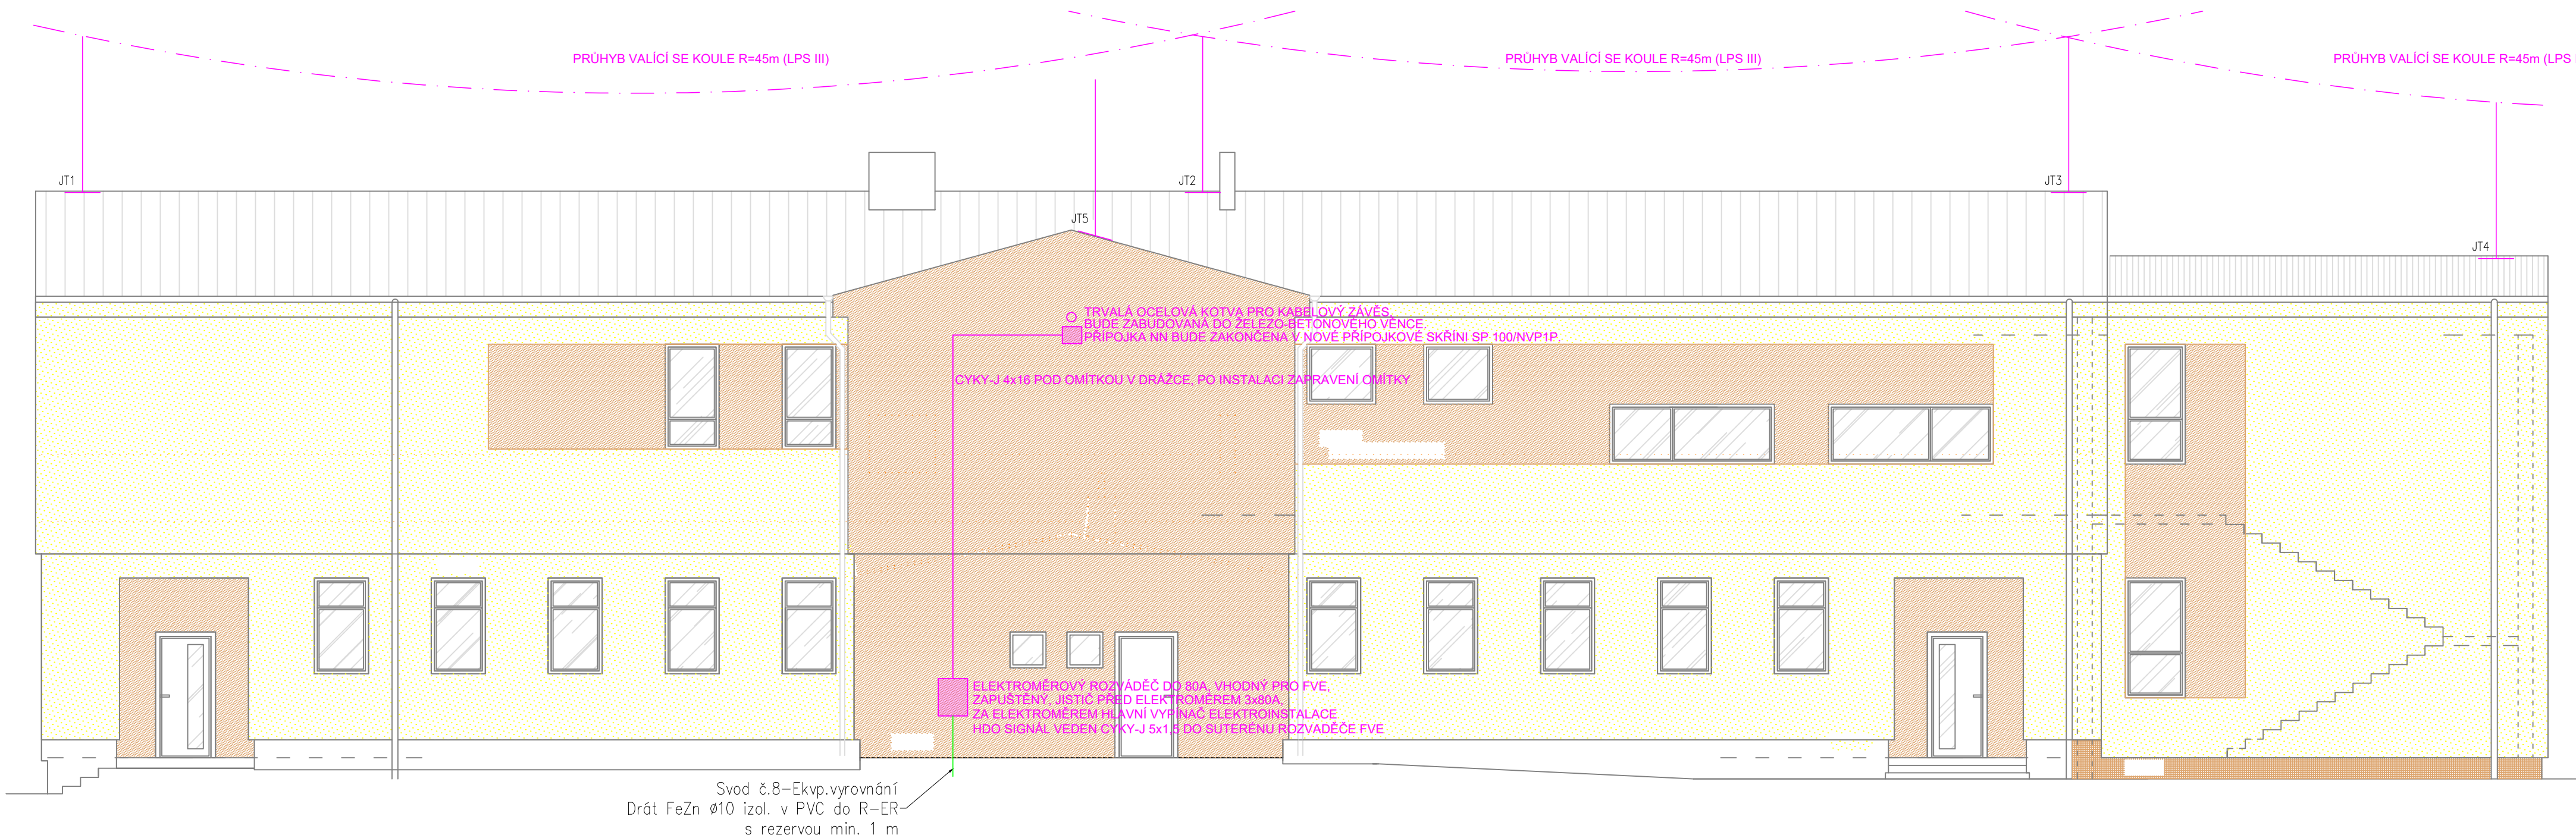 PRŮHYB VALÍCÍ SE KOULE R=45m (LPS III)
PRŮHYB VALÍCÍ SE KOULE R=45m (LPS III)
PRŮHYB VALÍCÍ SE KOULE R=45m (LPS
JT1
JT2
JT3
JT5
JT4
TRVALÁ OCELOVÁ KOTVA PRO KABELOVÝ ZÁVĚS,
BUDE ZABUDOVANÁ DO ŽELEZO-BETONOVÉHO VĚNCE.
PŘÍPOJKA NN BUDE ZAKONČENA V NOVÉ PŘÍPOJKOVÉ SKŘÍNI SP 100/NVP1P.
CYKY-J 4x16 POD OMÍTKOU V DRÁŽCE, PO INSTALACI ZAPRAVENÍ OMÍTKY
ELEKTROMĚROVÝ ROZVÁDĚČ DO 80A, VHODNÝ PRO FVE,
ZAPUŠTĚNÝ, JISTIČ PŘED ELEKTROMĚREM 3x80A,
ZA ELEKTROMĚREM HLAVNÍ VYPÍNAČ ELEKTROINSTALACE
HDO SIGNÁL VEDEN CYKY-J 5x1,5 DO SUTERÉNU ROZVADĚČE FVE
Svod č.8-Ekvp.vyrovnání
Drát FeZn ø10 izol. v PVC do R-ER
s rezervou min. 1 m